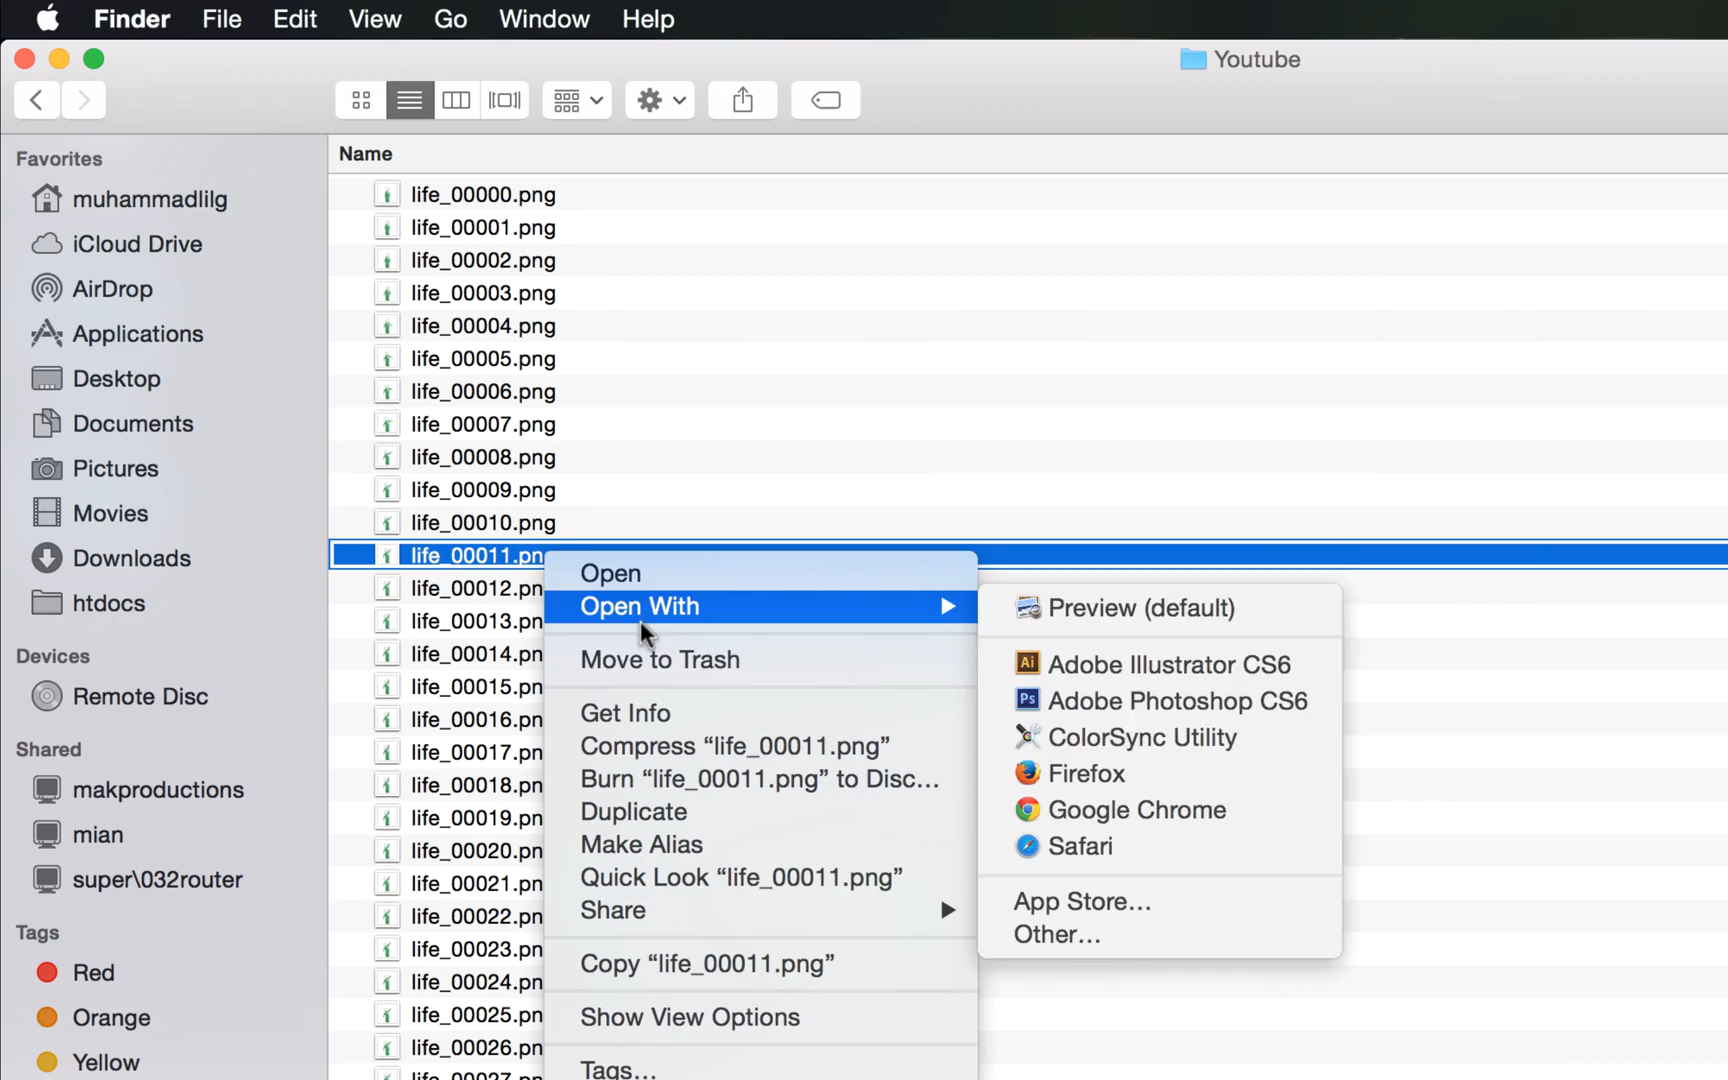 Finder File Edit View Go Window Help
Youtube
Favorites
muhammadlilg
iCloud Drive
AirDrop
Applications
Desktop
Documents
Pictures
Movies
Downloads
htdocs
Devices
Remote Disc
Shared
makproductions
mian
super\032router
Tags
Red
Orange
Yellow
Name
life_00000.png
life_00001.png
life_00002.png
life_00003.png
life_00004.png
life_00005.png
life_00006.png
life_00007.png
life_00008.png
life_00009.png
life_00010.png
life_00011.pn
life_00012.pn
life_00013.pn
life_00014.pn
life_00015.pn
life_00016.pn
life_00017.pn
life_00018.pn
life_00019.pn
life_00020.pn
life_00021.pn
life_00022.pn
life_00023.pn
life_00024.pn
life_00025.pn
life_00026.pn
life_00027.pn
Open
Open With
Move to Trash
Get Info
Compress “life_00011.png”
Burn “life_00011.png” to Disc...
Duplicate
Make Alias
Quick Look “life_00011.png”
Share
Copy “life_00011.png”
Show View Options
Tags...
Preview (default)
Ai Adobe Illustrator CS6
Ps Adobe Photoshop CS6
ColorSync Utility
Firefox
Google Chrome
Safari
App Store...
Other...